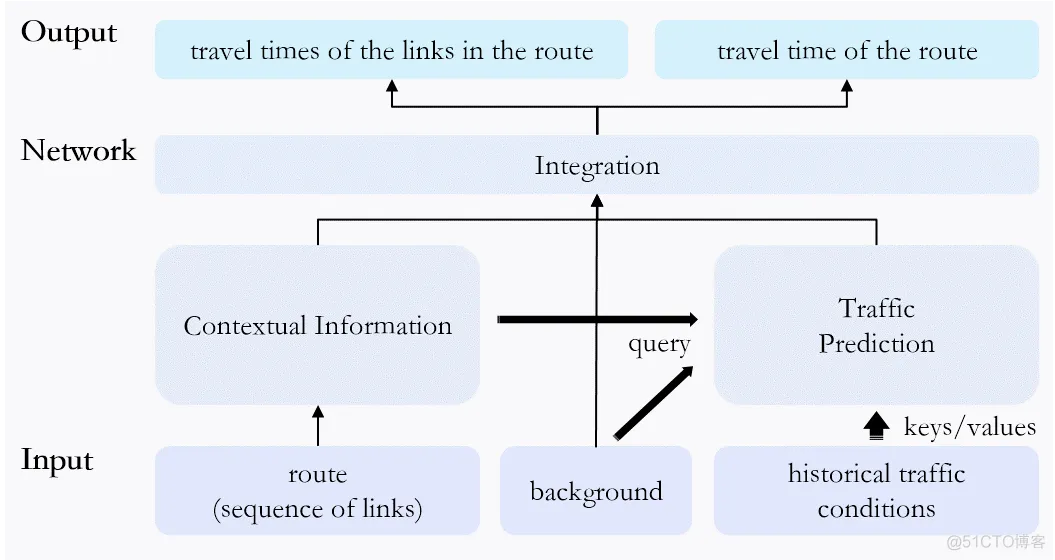 Output
travel times of the links in the route
travel time of the route
Network
Integration
Contextual Information
query
Traffic
Prediction
keys/values
Input
route
(sequence of links)
background
historical traffic
conditions
@51CTO博客